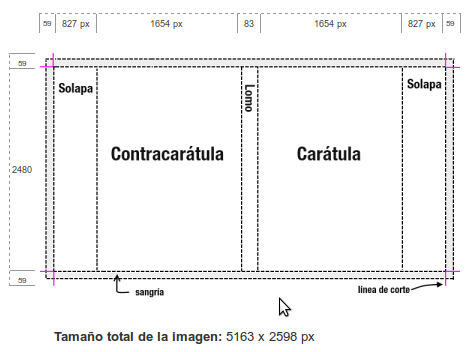 59 827 px 1654 px 83 1654 px 827 px 59
59
Solapa Solapa
Lomo
Contracarátula Carátula
2480
59
sangría línea de corte
Tamaño total de la imagen: 5163 x 2598 px